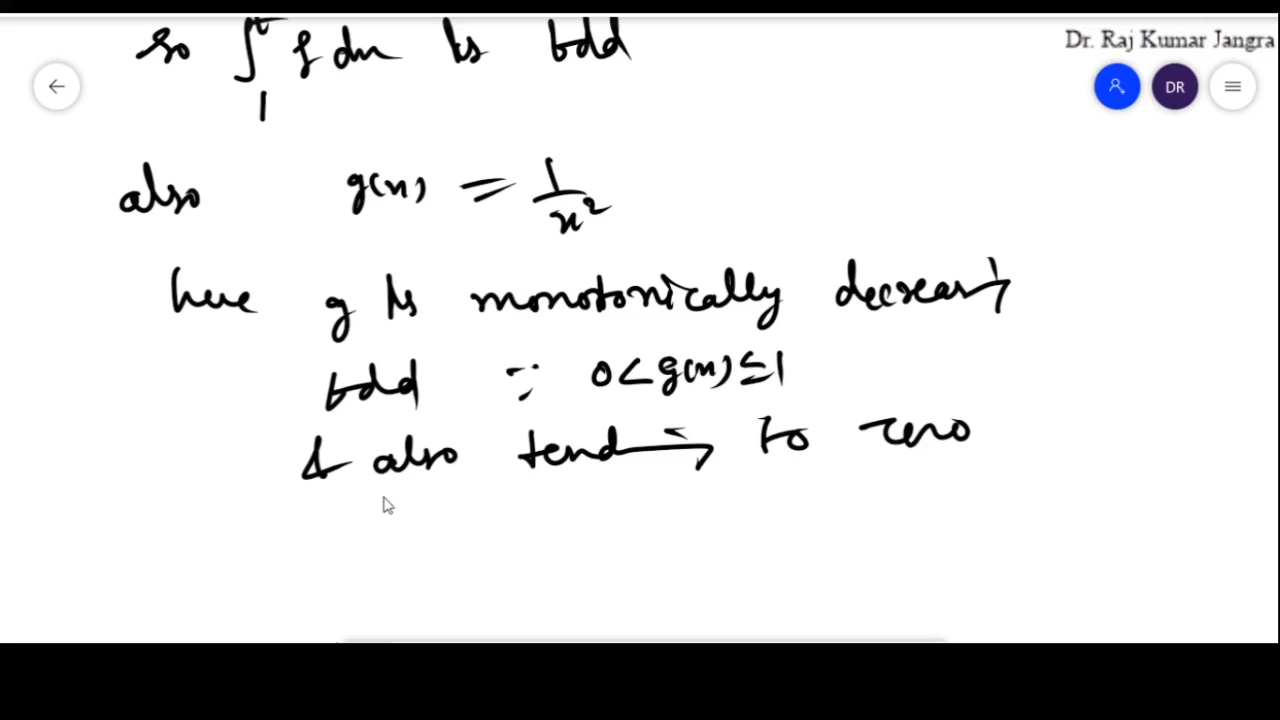 so ∫₁ᵗ f dx is bdd
Dr. Raj Kumar Jangra
DR
also g(x) = 1/x²
here g is monotonically decreasing
bdd ∵ 0 < g(x) ≤ 1
& also tending to zero